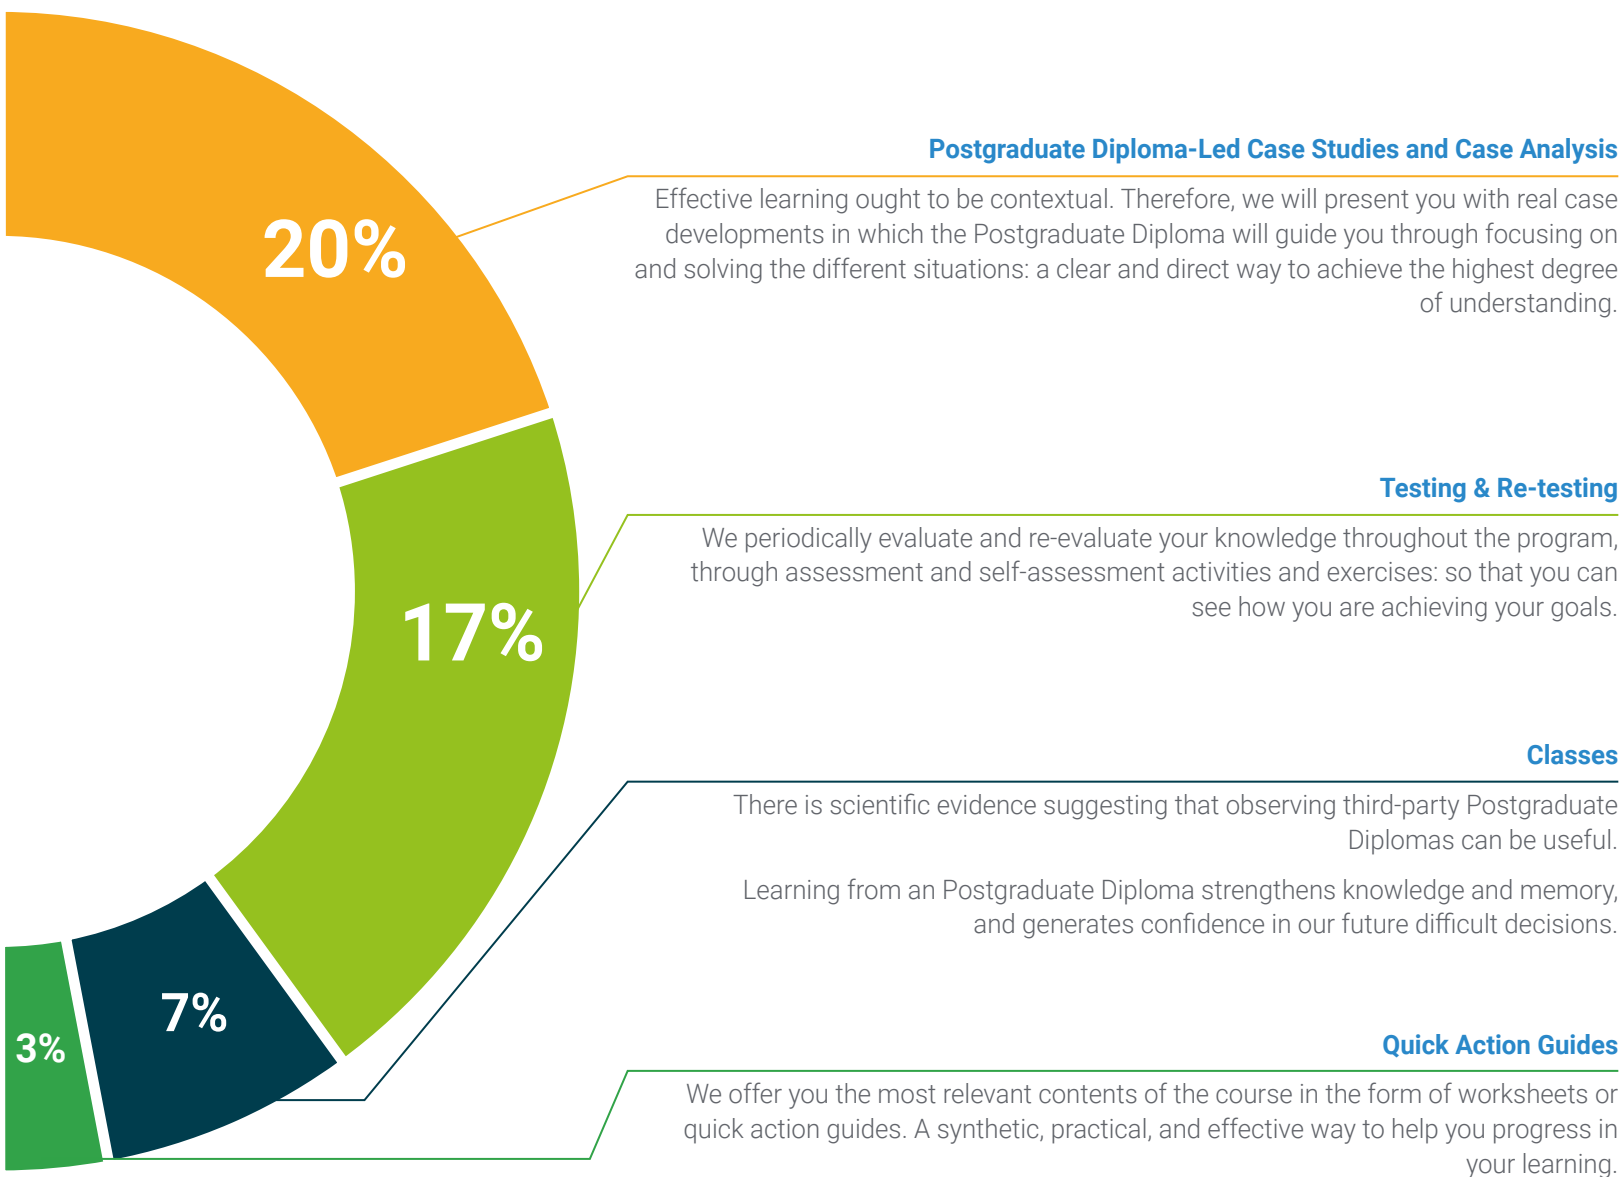 20%
Postgraduate Diploma-Led Case Studies and Case Analysis
Effective learning ought to be contextual. Therefore, we will present you with real case
developments in which the Postgraduate Diploma will guide you through focusing on
and solving the different situations: a clear and direct way to achieve the highest degree
of understanding.
17%
Testing & Re-testing
We periodically evaluate and re-evaluate your knowledge throughout the program,
through assessment and self-assessment activities and exercises: so that you can
see how you are achieving your goals.
7%
Classes
There is scientific evidence suggesting that observing third-party Postgraduate
Diplomas can be useful.
Learning from an Postgraduate Diploma strengthens knowledge and memory,
and generates confidence in our future difficult decisions.
3%
Quick Action Guides
We offer you the most relevant contents of the course in the form of worksheets or
quick action guides. A synthetic, practical, and effective way to help you progress in
your learning.